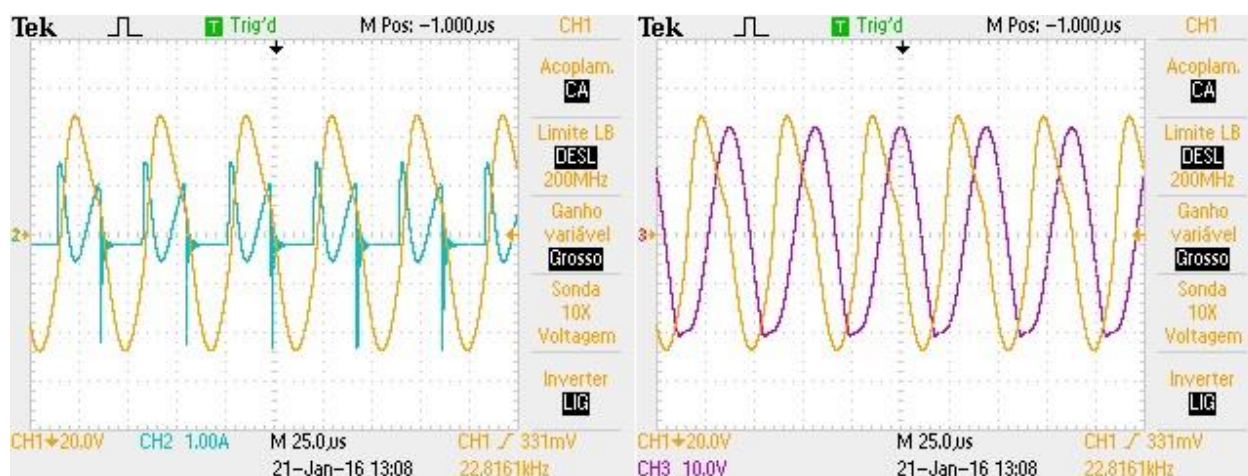 Tek T Trig'd M Pos: -1.000µs CH1
Acoplam.
CA
Limite LB
DESL
200MHz
Ganho
variável
Grosso
Sonda
10X
Voltagem
Inverter
LIG
2
CH1 20.0V CH2 1.00A M 25.0µs CH1 331mV
21-Jan-16 13:08 22.8161kHz
Tek T Trig'd M Pos: -1.000µs CH1
Acoplam.
CA
Limite LB
DESL
200MHz
Ganho
variável
Grosso
Sonda
10X
Voltagem
Inverter
LIG
3
CH1 20.0V M 25.0µs CH1 331mV
CH3 10.0V 21-Jan-16 13:08 22.8161kHz